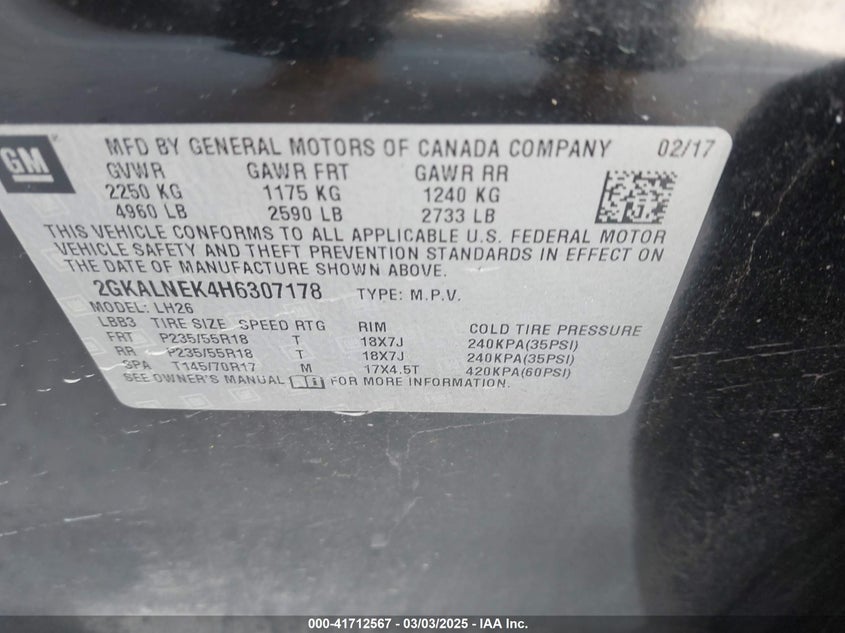 GM
MFD BY GENERAL MOTORS OF CANADA COMPANY 02/17
GVWR GAWR FRT GAWR RR
2250 KG 1175 KG 1240 KG
4960 LB 2590 LB 2733 LB
THIS VEHICLE CONFORMS TO ALL APPLICABLE U.S. FEDERAL MOTOR
VEHICLE SAFETY AND THEFT PREVENTION STANDARDS IN EFFECT ON
THE DATE OF MANUFACTURE SHOWN ABOVE.
2GKALNEK4H6307178 TYPE: M.P.V.
MODEL: LH26
LBB3 TIRE SIZE SPEED RTG RIM COLD TIRE PRESSURE
FRT P235/55R18 T 18X7J 240KPA(35PSI)
RR P235/55R18 T 18X7J 240KPA(35PSI)
SPA T145/70R17 M 17X4.5T 420KPA(60PSI)
SEE OWNER'S MANUAL FOR MORE INFORMATION.
000-41712567 - 03/03/2025 - IAA Inc.